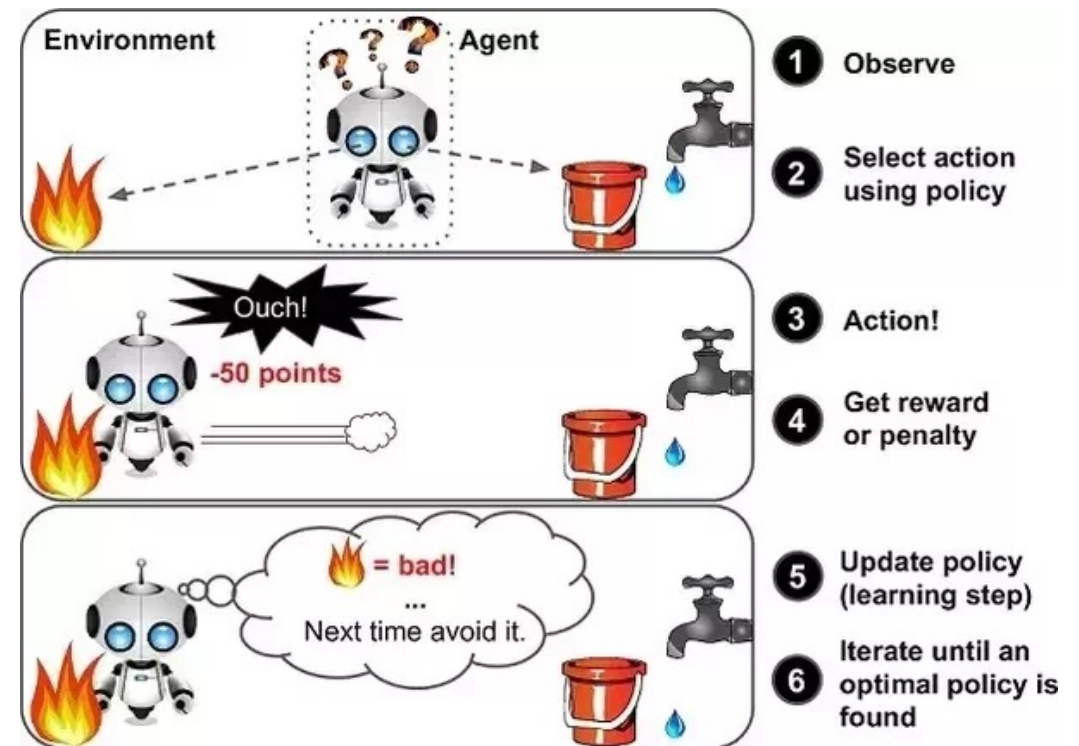 Environment
Agent
? ? ?
1 Observe
2 Select action
using policy
Ouch!
-50 points
3 Action!
4 Get reward
or penalty
= bad!
...
Next time avoid it.
5 Update policy
(learning step)
6 Iterate until an
optimal policy is
found